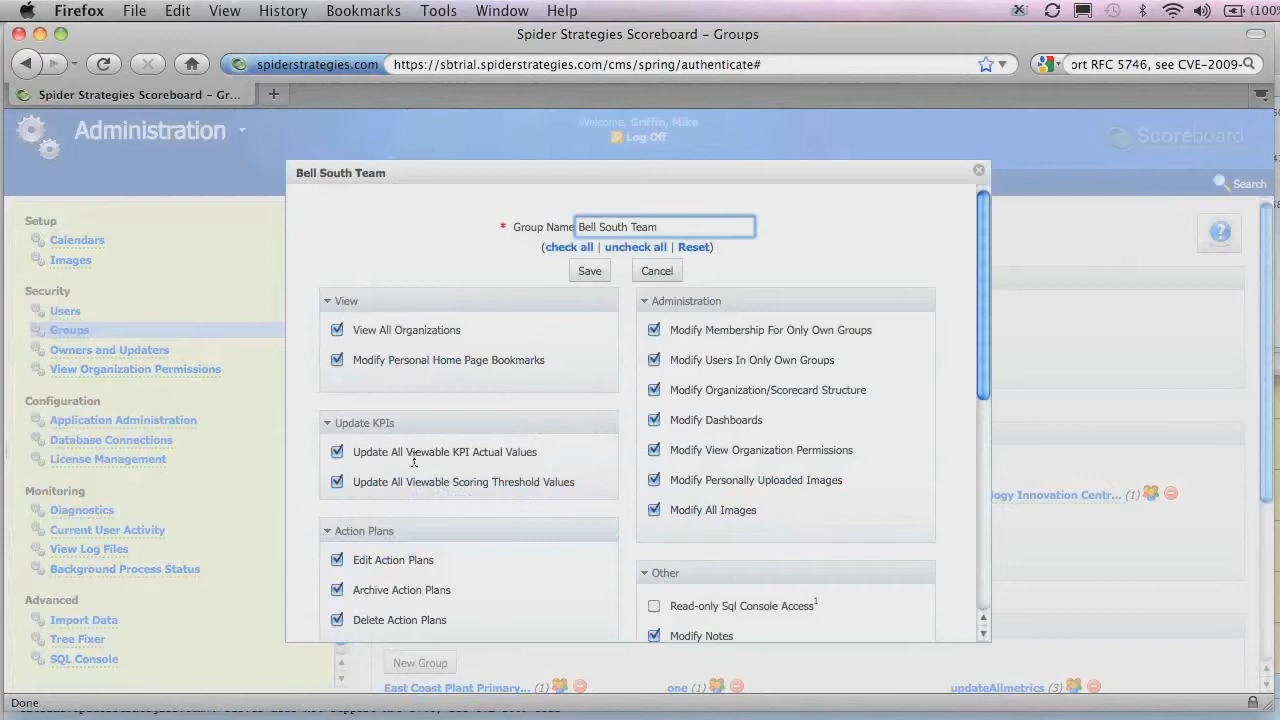 Firefox File Edit View History Bookmarks Tools Window Help (100%
Spider Strategies Scoreboard – Groups
spiderstrategies.com https://sbtrial.spiderstrategies.com/cms/spring/authenticate# ort RFC 5746, see CVE-2009-
Spider Strategies Scoreboard – Gr... +
Administration
Welcome, Griffin, Mike
Log Off
Scoreboard
Search
Setup
Calendars
Images
Security
Users
Groups
Owners and Updaters
View Organization Permissions
Configuration
Application Administration
Database Connections
License Management
Monitoring
Diagnostics
Current User Activity
View Log Files
Background Process Status
Advanced
Import Data
Tree Fixer
SQL Console
Bell South Team
* Group Name Bell South Team
(check all | uncheck all | Reset)
Save Cancel
View
View All Organizations
Modify Personal Home Page Bookmarks
Update KPIs
Update All Viewable KPI Actual Values
Update All Viewable Scoring Threshold Values
Action Plans
Edit Action Plans
Archive Action Plans
Delete Action Plans
Administration
Modify Membership For Only Own Groups
Modify Users In Only Own Groups
Modify Organization/Scorecard Structure
Modify Dashboards
Modify View Organization Permissions
Modify Personally Uploaded Images
Modify All Images
Other
Read-only Sql Console Access1
Modify Notes
?
logy Innovation Centr... (1)
New Group
East Coast Plant Primary... (1) one (1) updateAllmetrics (3)
Done